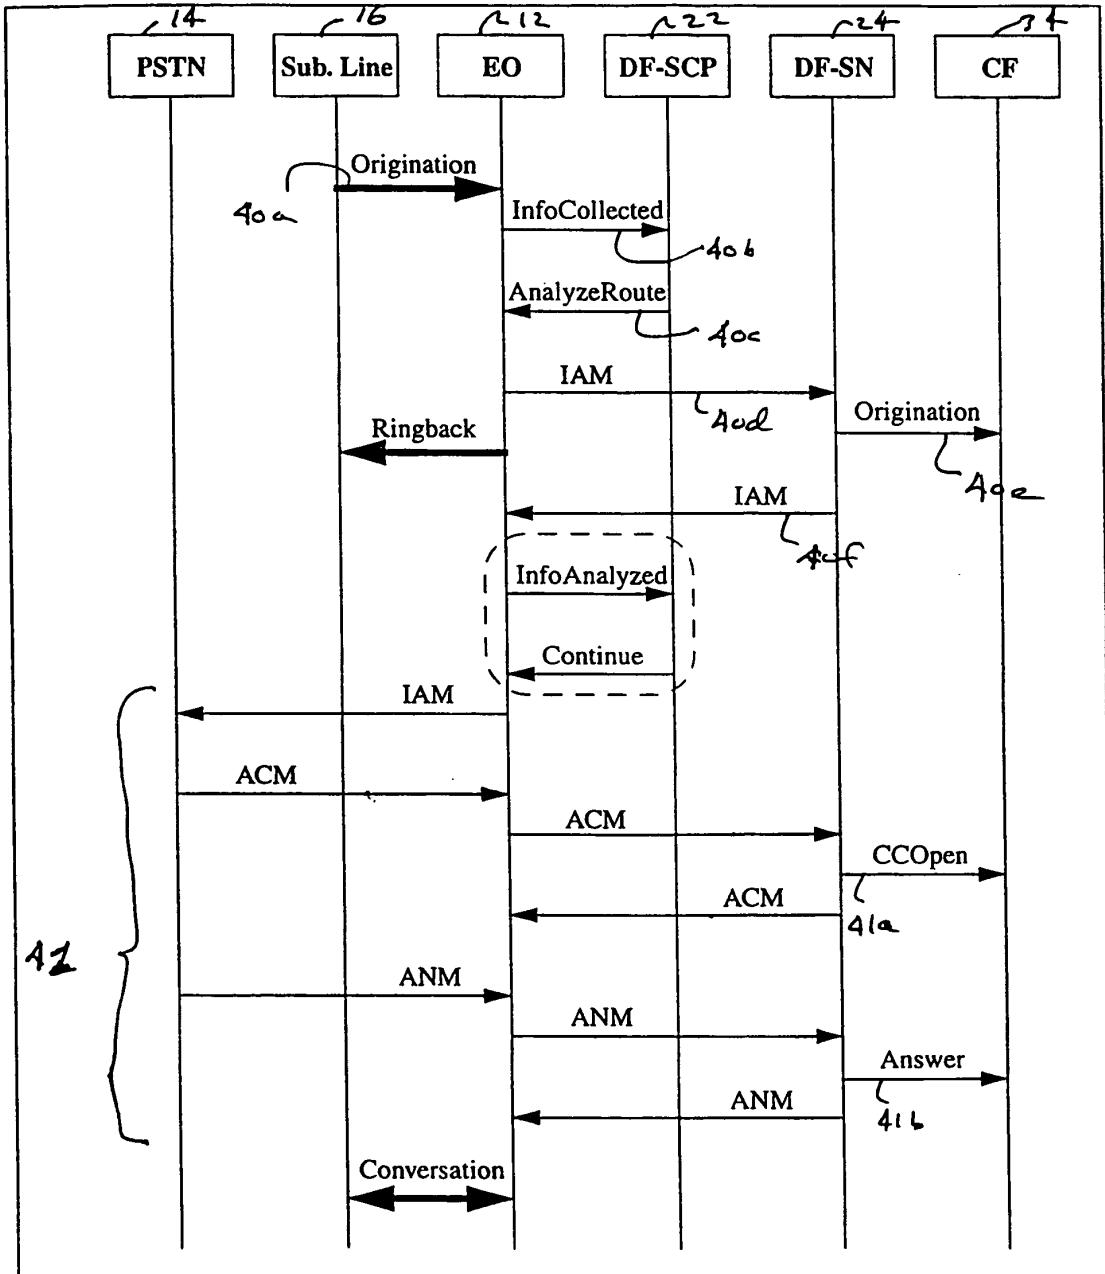 14 16 12 22 24 34
PSTN Sub. Line EO DF-SCP DF-SN CF
Origination
40a
InfoCollected
40b
AnalyzeRoute
40c
IAM
40d
Origination
Ringback
40e
IAM
40f
InfoAnalyzed
Continue
IAM
ACM
ACM
CCOpen
ACM
41a
41
ANM
ANM
Answer
ANM
41b
Conversation